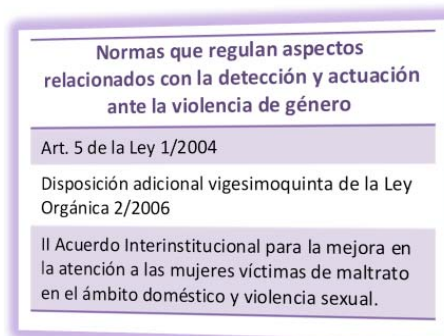 Normas que regulan aspectos
relacionados con la detección y actuación
ante la violencia de género
Art. 5 de la Ley 1/2004
Disposición adicional vigesimoquinta de la Ley
Orgánica 2/2006
II Acuerdo Interinstitucional para la mejora en
la atención a las mujeres víctimas de maltrato
en el ámbito doméstico y violencia sexual.